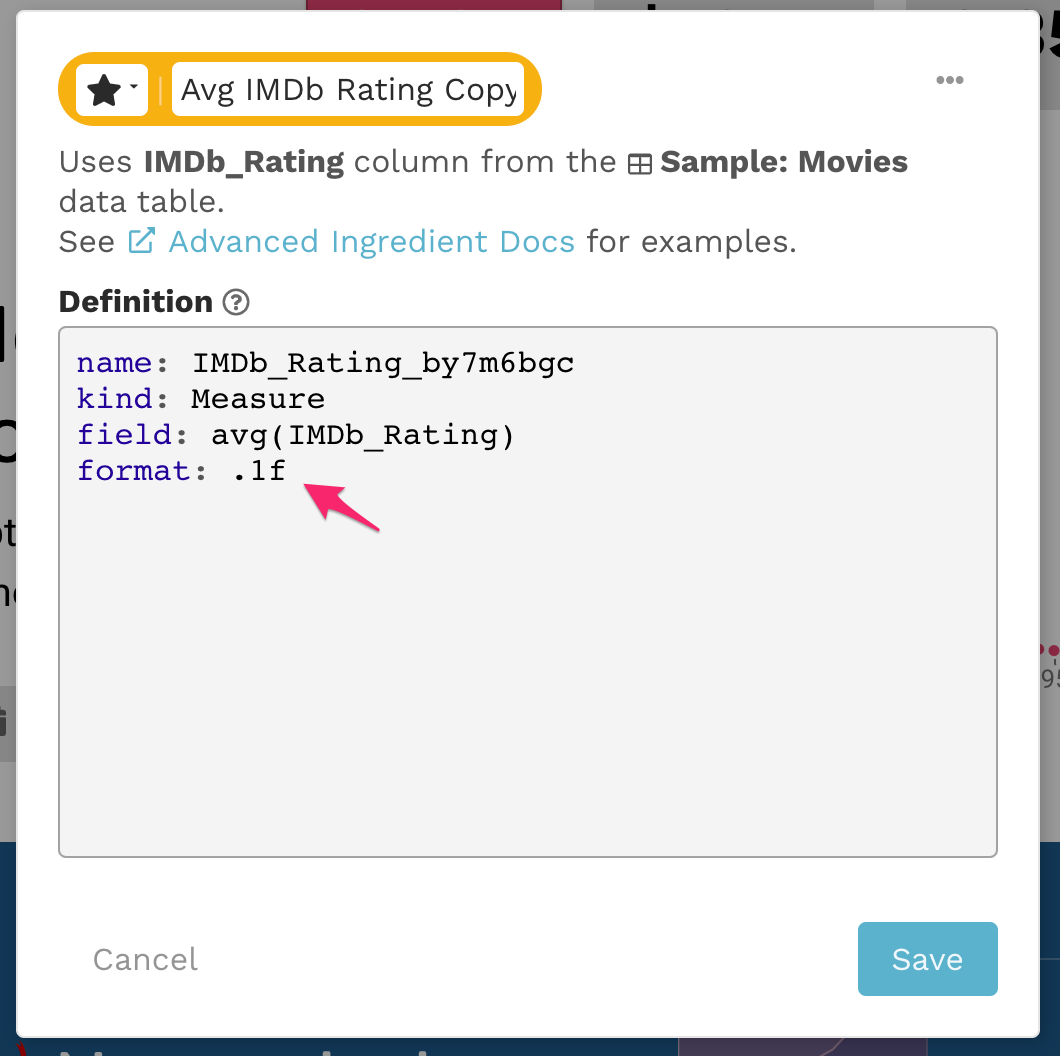 Avg IMDb Rating Copy
Uses IMDb_Rating column from the Sample: Movies
data table.
See Advanced Ingredient Docs for examples.
Definition ?
name: IMDb_Rating_by7m6bgc
kind: Measure
field: avg(IMDb_Rating)
format: .1f
95
Cancel
Save